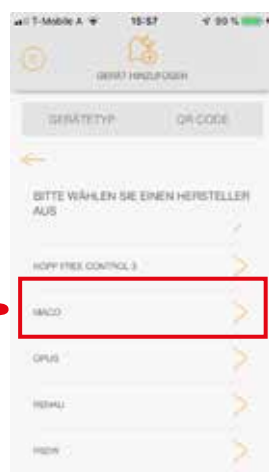 T-Mobile A 15:57 99 %
GERÄT HINZUFÜGEN
GERÄTETYP QR CODE
BITTE WÄHLEN SIE EINEN HERSTELLER
AUS
HOPP FREE CONTROL 3
MACO
OPUS
REHAU